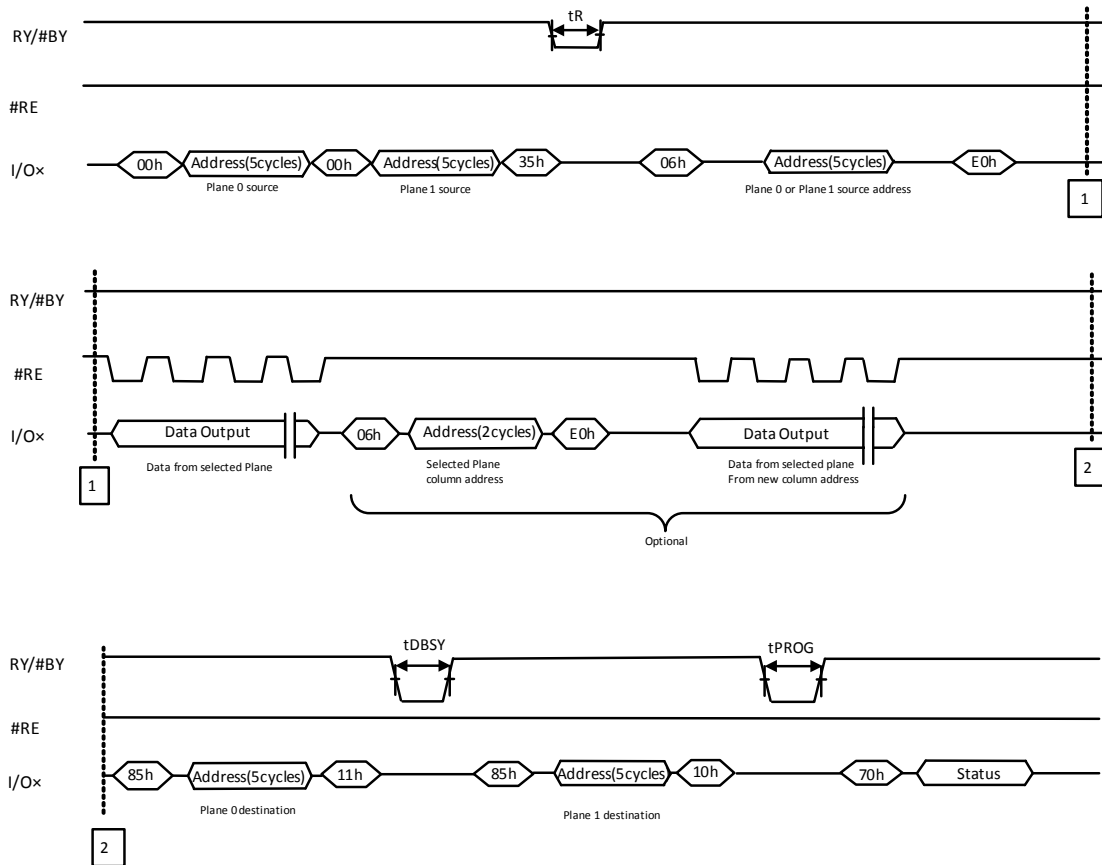 tR
RY/#BY
#RE
I/O×
00h Address(5cycles) 00h Address(5cycles) 35h 06h Address(5cycles) E0h
Plane 0 source
Plane 1 source
Plane 0 or Plane 1 source address
1
RY/#BY
#RE
I/O×
Data Output 06h Address(2cycles) E0h Data Output
Data from selected Plane
Selected Plane
column address
Data from selected plane
From new column address
1
2
Optional
tDBSY
tPROG
RY/#BY
#RE
I/O×
85h Address(5cycles) 11h 85h Address(5cycles 10h 70h Status
Plane 0 destination
Plane 1 destination
2